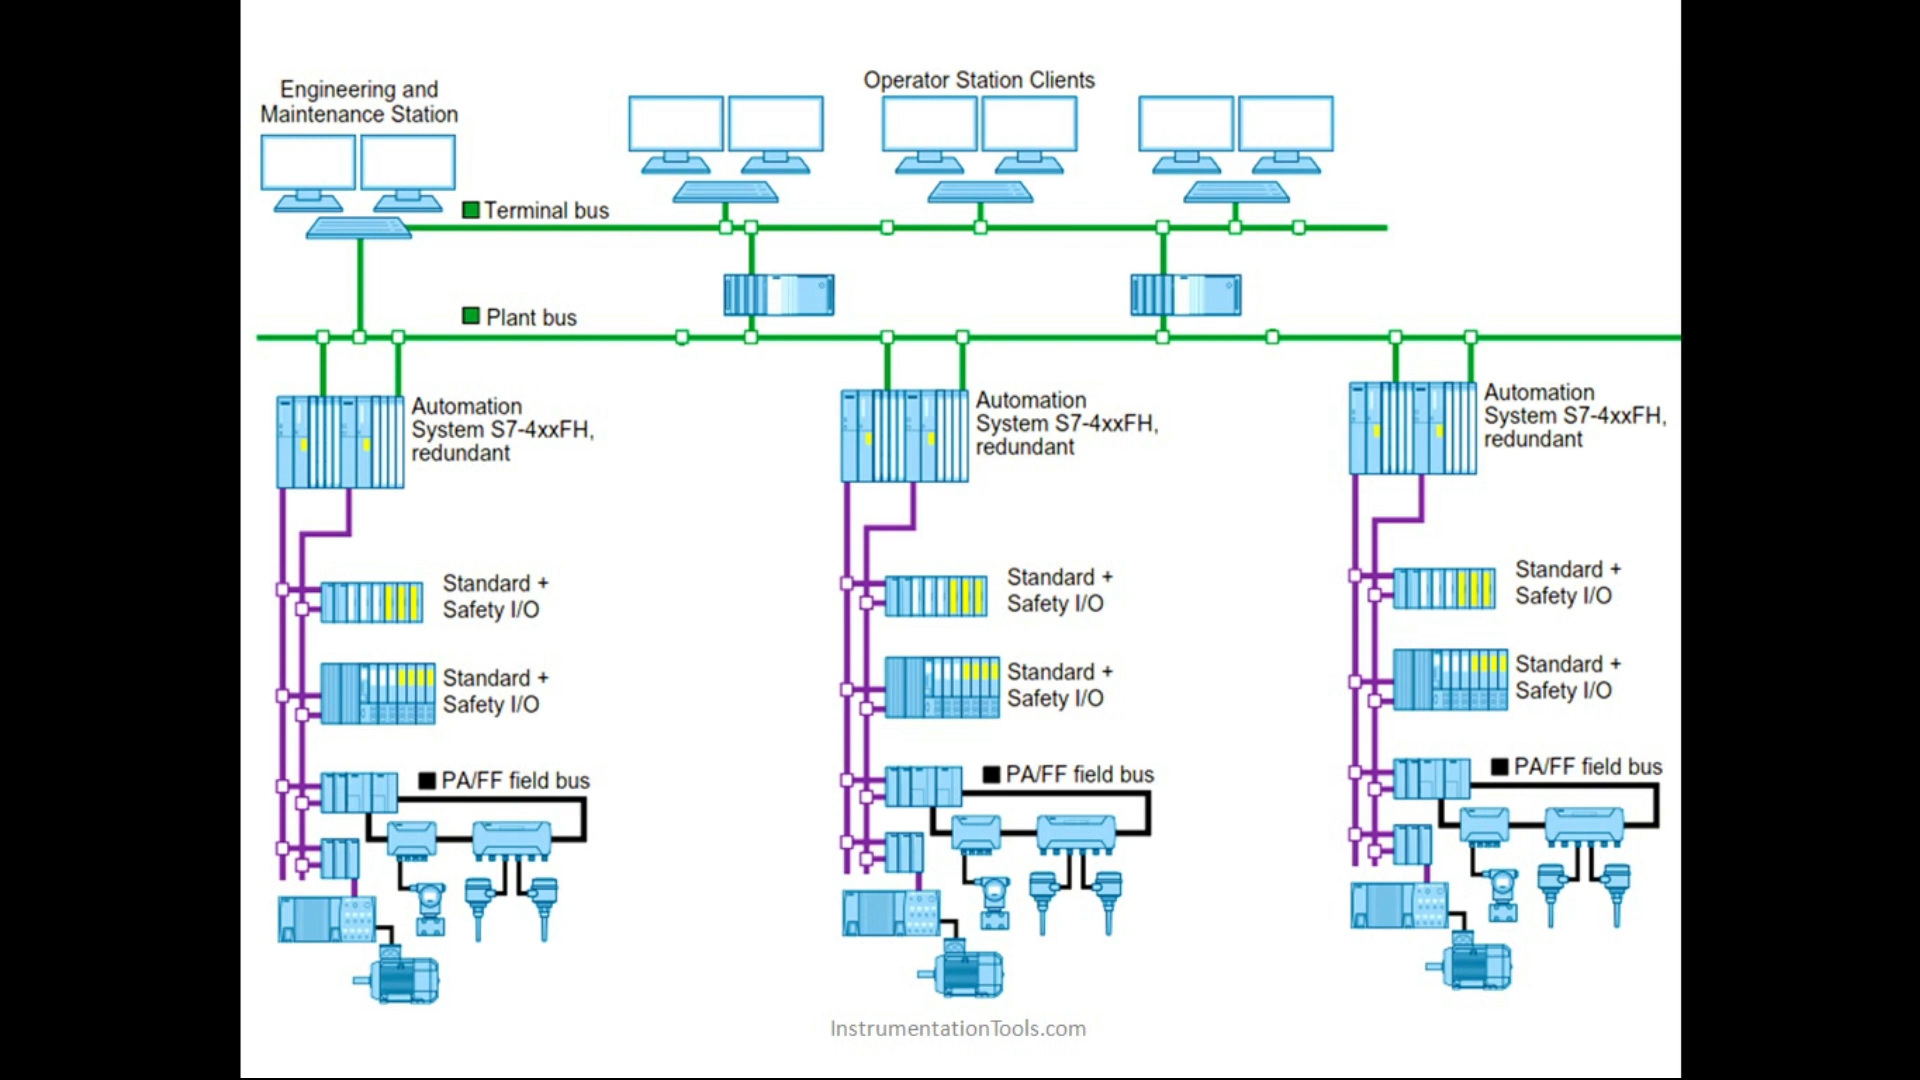 Engineering and
Maintenance Station
Operator Station Clients
Terminal bus
Plant bus
Automation
System S7-4xxFH,
redundant
Automation
System S7-4xxFH,
redundant
Automation
System S7-4xxFH,
redundant
Standard +
Safety I/O
Standard +
Safety I/O
Standard +
Safety I/O
Standard +
Safety I/O
Standard +
Safety I/O
Standard +
Safety I/O
PA/FF field bus
PA/FF field bus
PA/FF field bus
InstrumentationTools.com